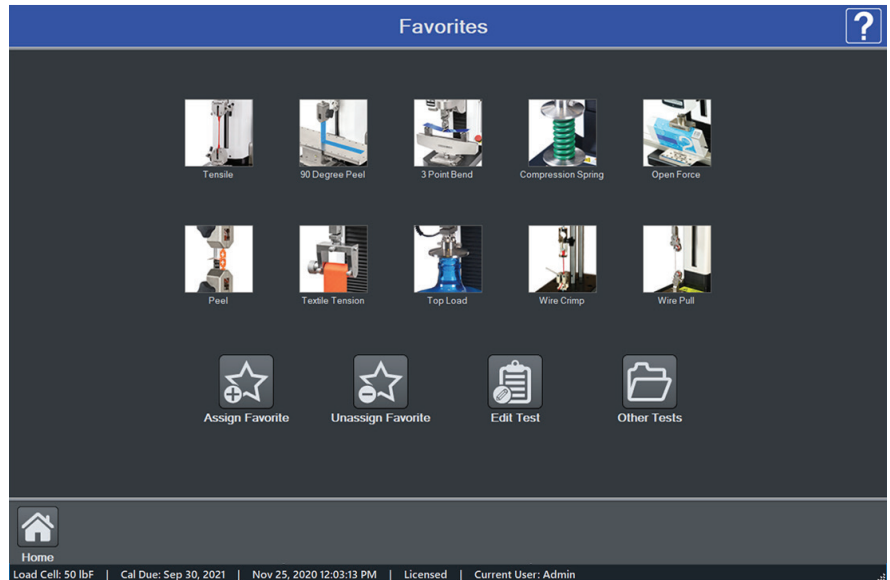 Favorites
?
Tensile
90 Degree Peel
3 Point Bend
Compression Spring
Open Force
Peel
Textile Tension
Top Load
Wire Crimp
Wire Pull
Assign Favorite
Unassign Favorite
Edit Test
Other Tests
Home
Load Cell: 50 lbF | Cal Due: Sep 30, 2021 | Nov 25, 2020 12:03:13 PM | Licensed | Current User: Admin